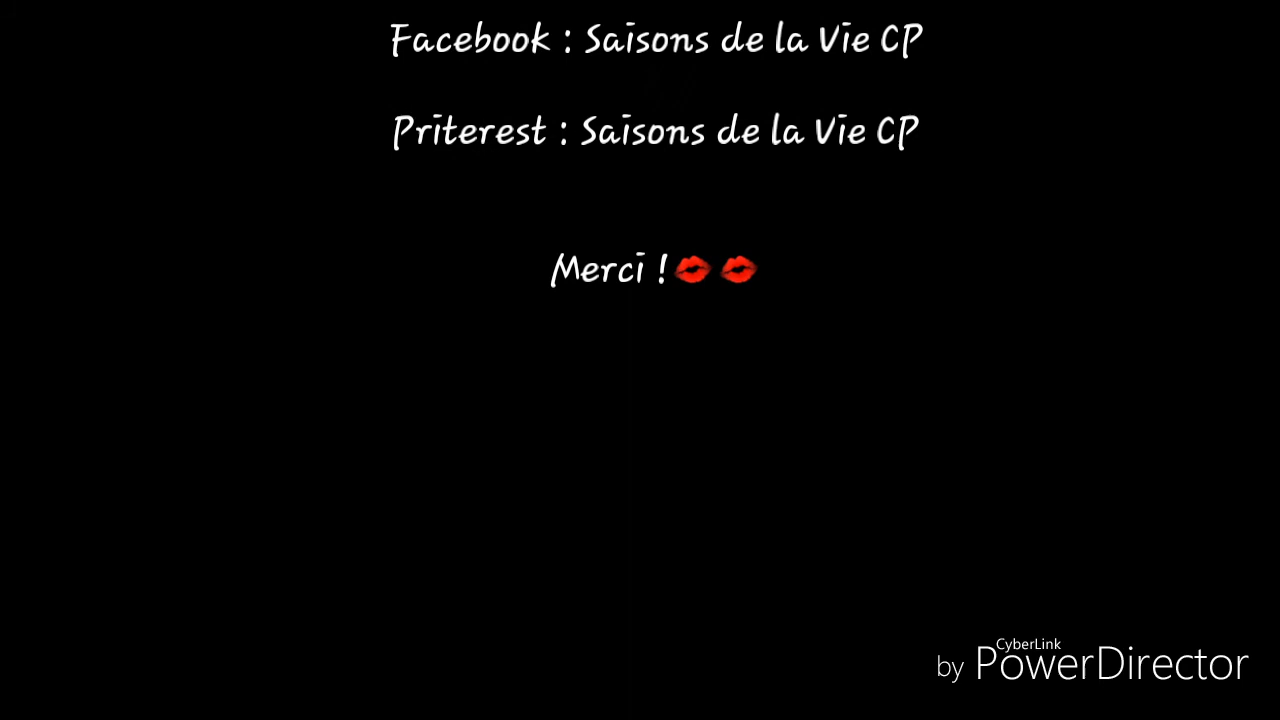 Facebook : Saisons de la Vie CP
Priterest : Saisons de la Vie CP
Merci !💋💋
CyberLink
by PowerDirector